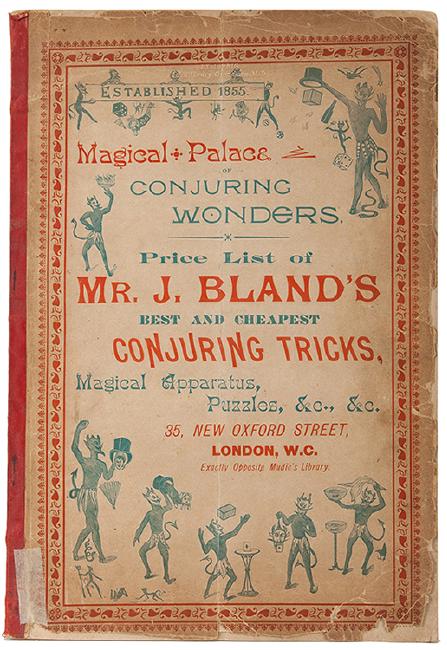 ESTABLISHED 1855.
Magical Palace
OF
CONJURING
WONDERS.
Price List of
MR. J. BLAND'S
BEST AND CHEAPEST
CONJURING TRICKS,
Magical Apparatus,
Puzzles, &c., &c.
35, NEW OXFORD STREET,
LONDON, W.C.
Exactly Opposite Mudie's Library.